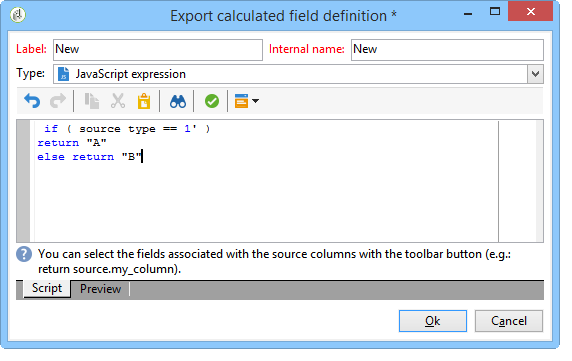 Export calculated field definition *
Label: New Internal name: New
Type: JavaScript expression
if ( source type == 1' )
return "A"
else return "B"
You can select the fields associated with the source columns with the toolbar button (e.g.:
return source.my_column).
Script Preview
Ok Cancel